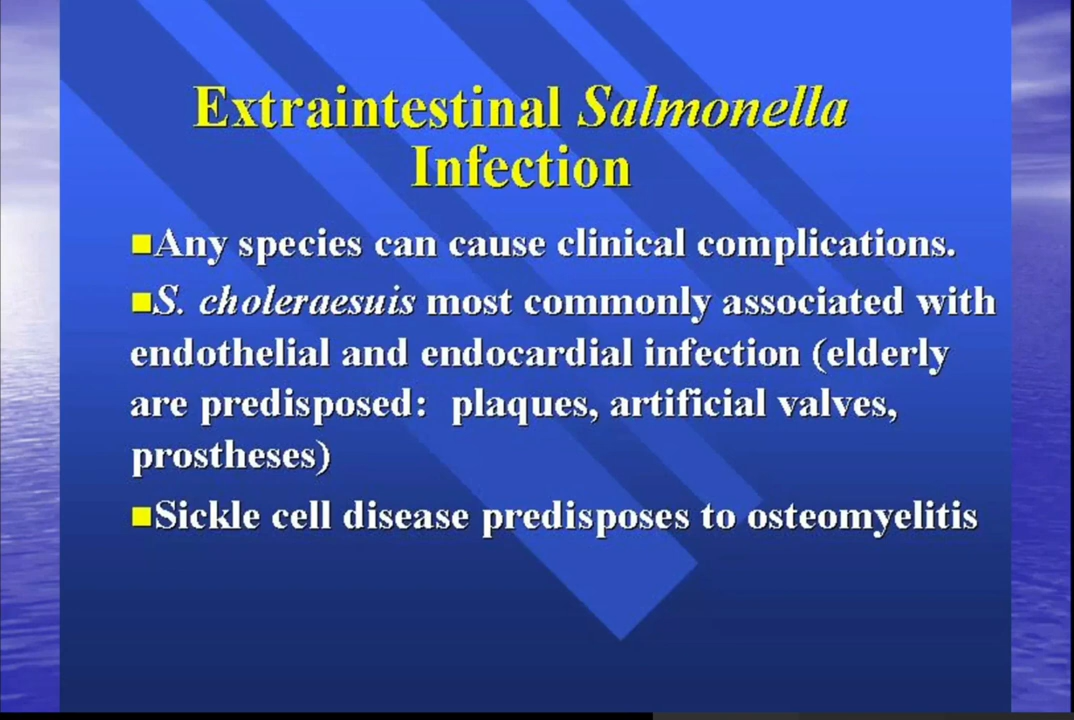 Extraintestinal Salmonella
Infection
■Any species can cause clinical complications.
■S. choleraesuis most commonly associated with
endothelial and endocardial infection (elderly
are predisposed:  plaques, artificial valves,
prostheses)
■Sickle cell disease predisposes to osteomyelitis